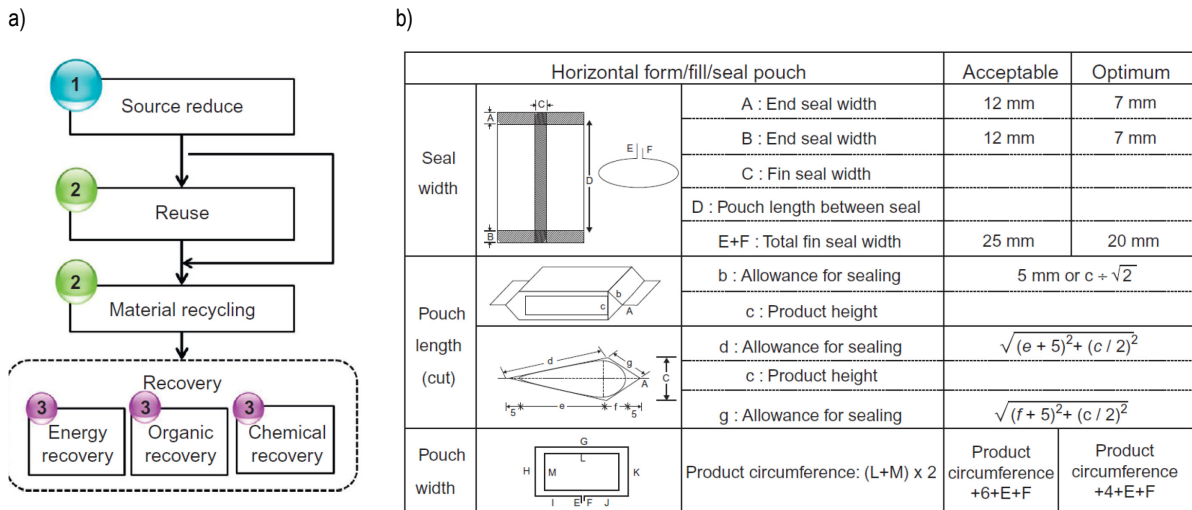 a)
1
Source reduce
2
Reuse
2
Material recycling
Recovery
3
Energy
recovery
3
Organic
recovery
3
Chemical
recovery
b)
Horizontal form/fill/seal pouch
Acceptable
Optimum
Seal
width
C
A
E F
D
B
A : End seal width
12 mm
7 mm
B : End seal width
12 mm
7 mm
C : Fin seal width
D : Pouch length between seal
E+F : Total fin seal width
25 mm
20 mm
Pouch
length
(cut)
b
c
A
b : Allowance for sealing
5 mm or c ÷ √2
c : Product height
d
g
C
A
5
e
f
5
d : Allowance for sealing
√(e + 5)²+ (c / 2)²
c : Product height
g : Allowance for sealing
√(f + 5)²+ (c / 2)²
Pouch
width
G
L
H
M
K
I
E F
J
Product circumference: (L+M) x 2
Product
circumference
+6+E+F
Product
circumference
+4+E+F